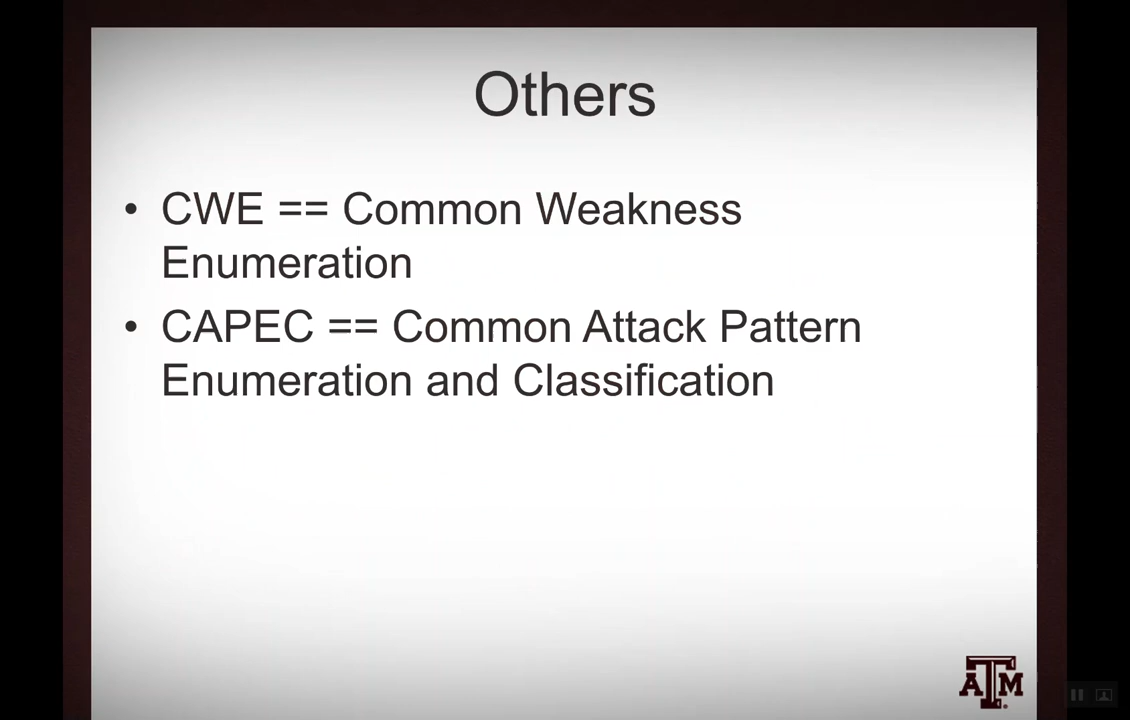 Others
• CWE == Common Weakness
Enumeration
• CAPEC == Common Attack Pattern
Enumeration and Classification
ATM